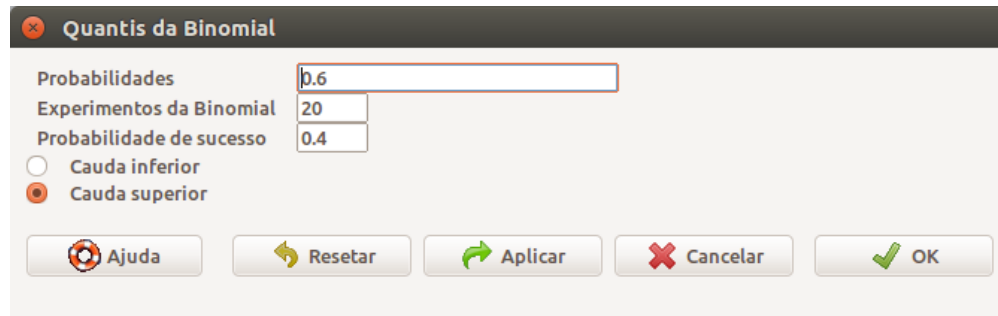 Quantis da Binomial
Probabilidades 0.6
Experimentos da Binomial 20
Probabilidade de sucesso 0.4
Cauda inferior
Cauda superior
Ajuda Resetar Aplicar Cancelar OK